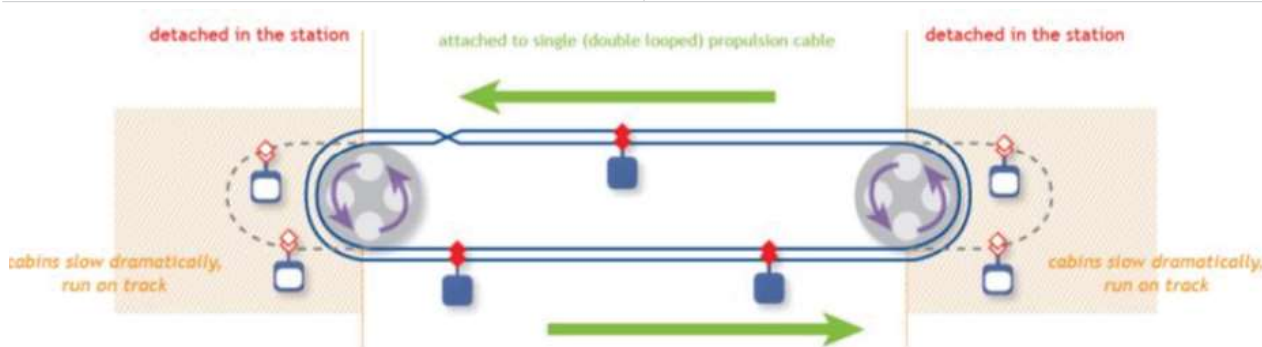 detached in the station
attached to single (double looped) propulsion cable
detached in the station
cabins slow dramatically,
run on track
cabins slow dramatically,
run on track